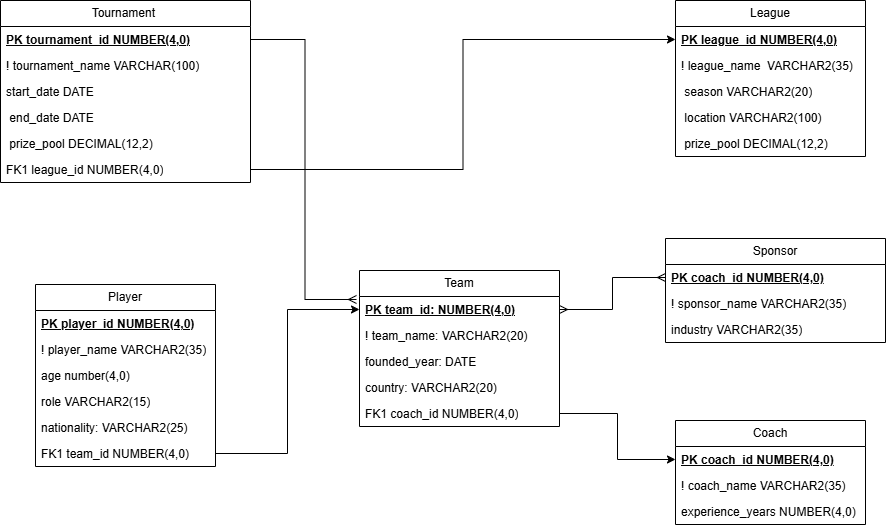 Tournament
PK tournament_id NUMBER(4,0)
! tournament_name VARCHAR(100)
start_date DATE
end_date DATE
prize_pool DECIMAL(12,2)
FK1 league_id NUMBER(4,0)
League
PK league_id NUMBER(4,0)
! league_name  VARCHAR2(35)
season VARCHAR2(20)
location VARCHAR2(100)
prize_pool DECIMAL(12,2)
Player
PK player_id NUMBER(4,0)
! player_name VARCHAR2(35)
age number(4,0)
role VARCHAR2(15)
nationality: VARCHAR2(25)
FK1 team_id NUMBER(4,0)
Team
PK team_id: NUMBER(4,0)
! team_name: VARCHAR2(20)
founded_year: DATE
country: VARCHAR2(20)
FK1 coach_id NUMBER(4,0)
Sponsor
PK coach_id NUMBER(4,0)
! sponsor_name VARCHAR2(35)
industry VARCHAR2(35)
Coach
PK coach_id NUMBER(4,0)
! coach_name VARCHAR2(35)
experience_years NUMBER(4,0)